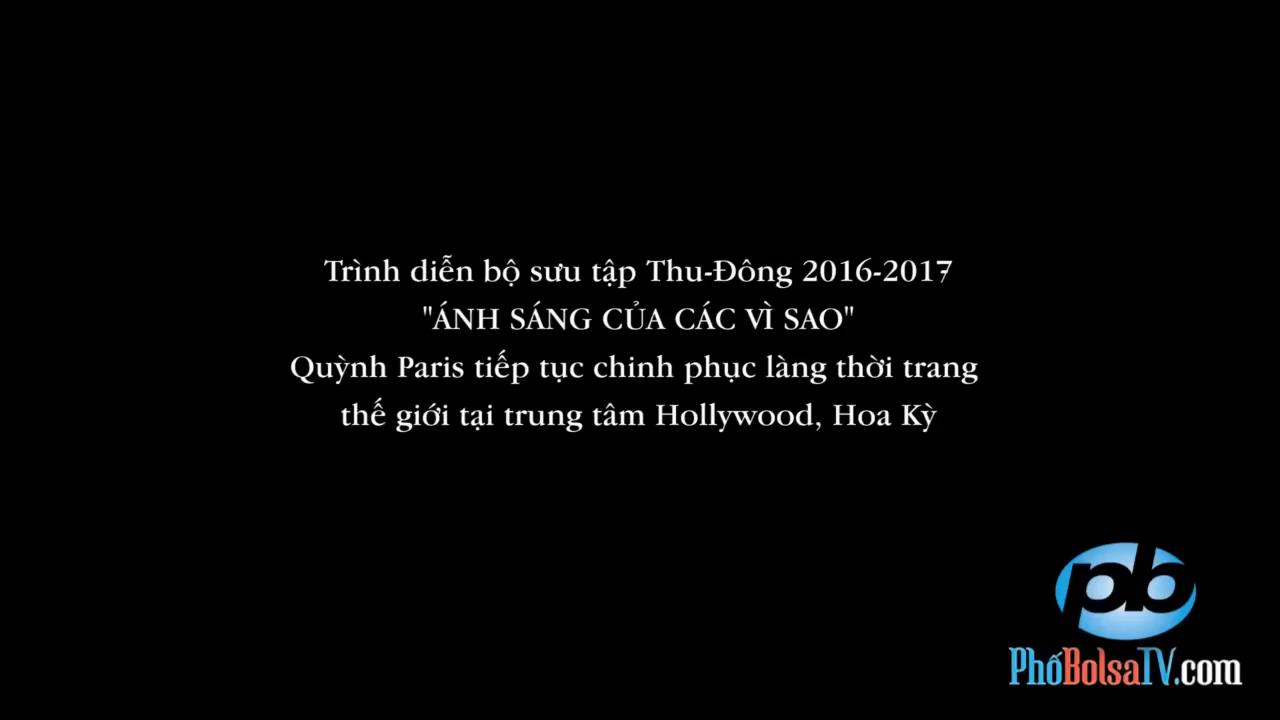 Trình diễn bộ sưu tập Thu-Đông 2016-2017
"ÁNH SÁNG CỦA CÁC VÌ SAO"
Quỳnh Paris tiếp tục chinh phục làng thời trang
thế giới tại trung tâm Hollywood, Hoa Kỳ
pb
PhốBolsaTV.com